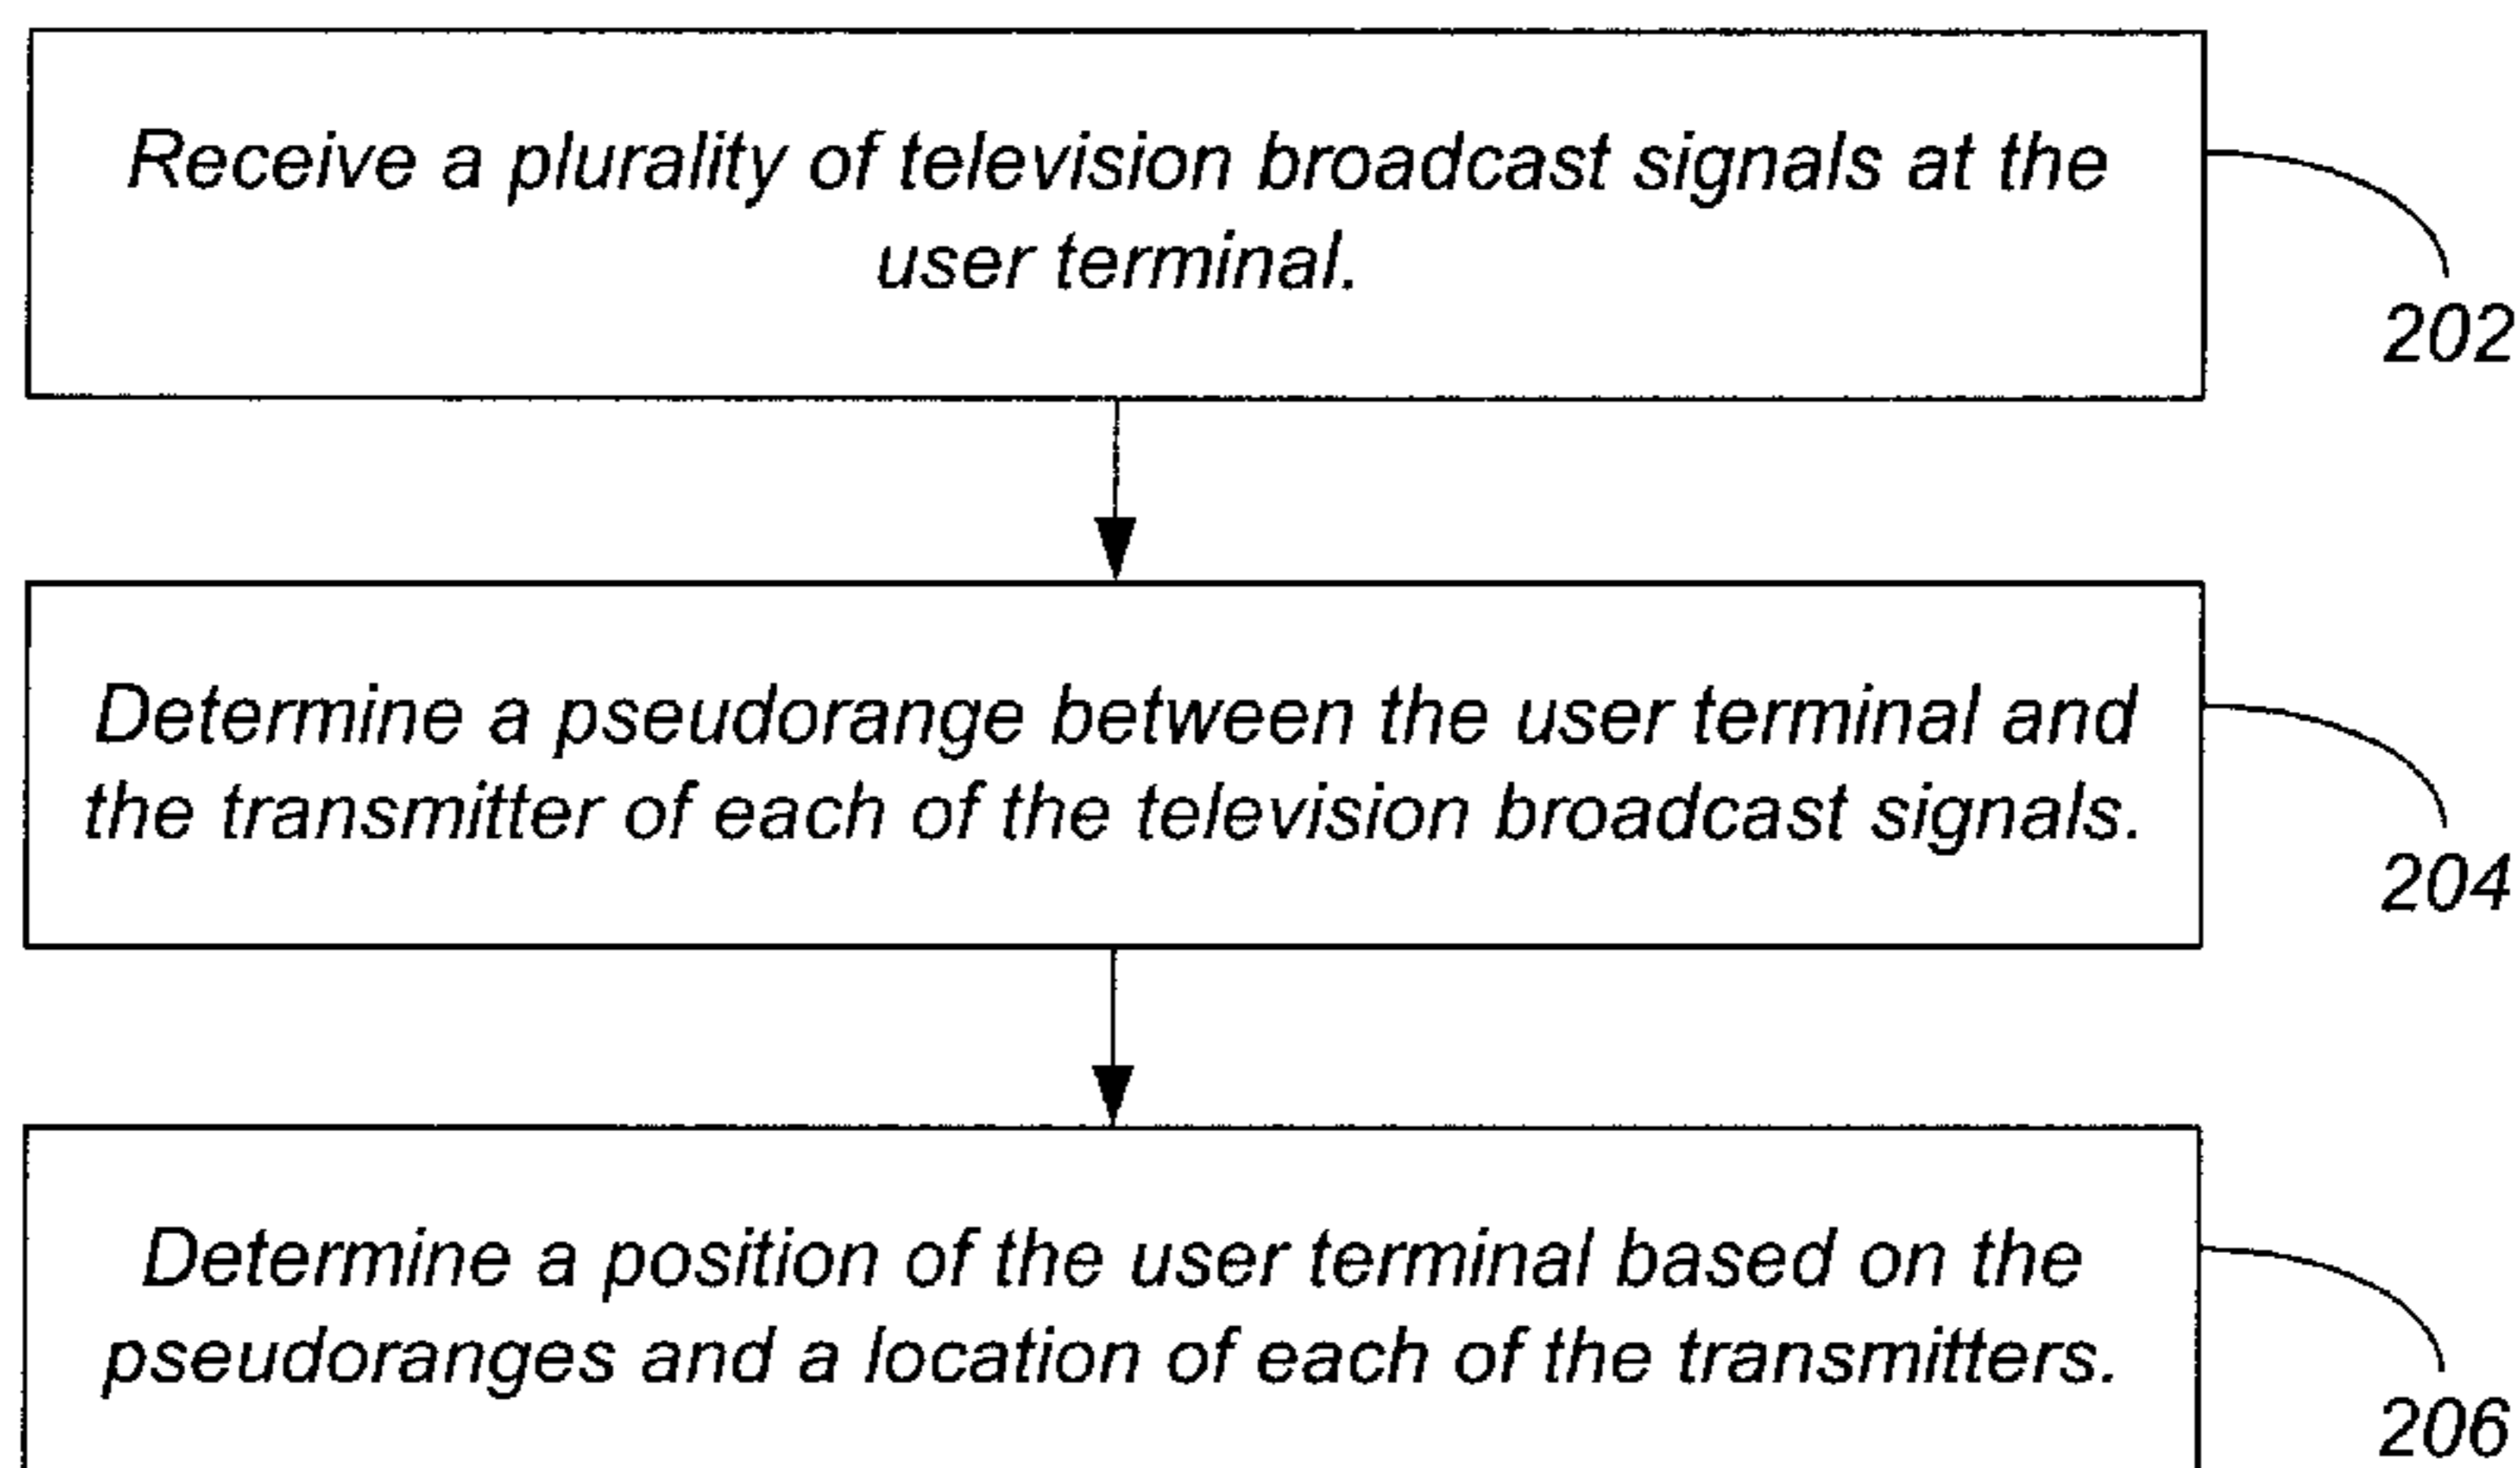 Receive a plurality of television broadcast signals at the
user terminal.
202
Determine a pseudorange between the user terminal and
the transmitter of each of the television broadcast signals.
204
Determine a position of the user terminal based on the
pseudoranges and a location of each of the transmitters.
206